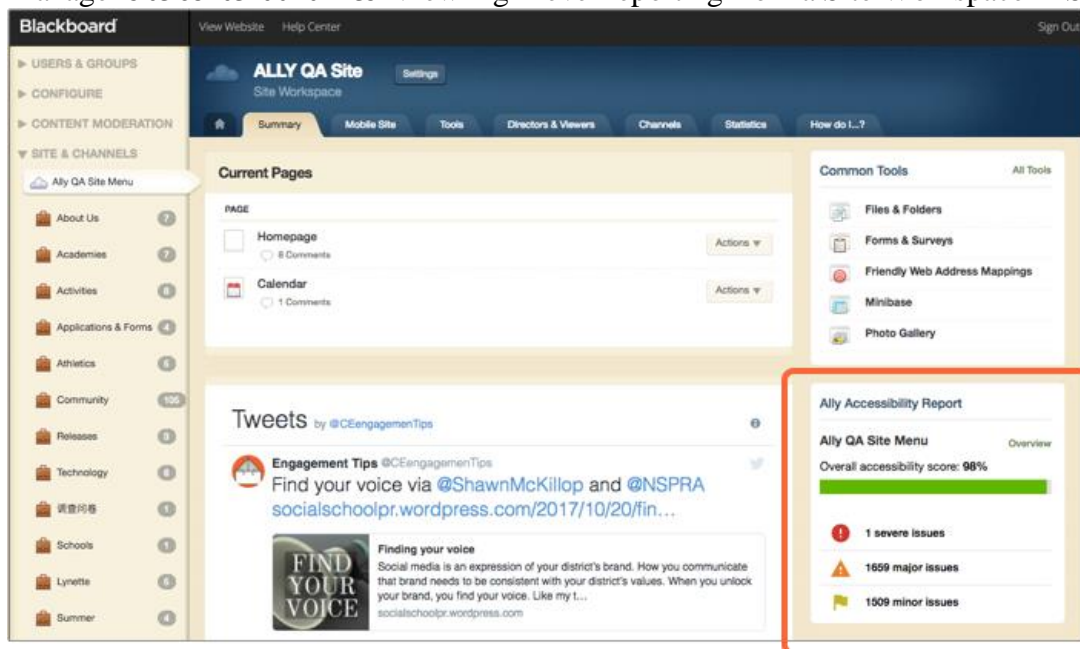 Blackboard
View Website
Help Center
Sign Out
USERS & GROUPS
CONFIGURE
CONTENT MODERATION
SITE & CHANNELS
Ally QA Site Menu
About Us
Academies
Activities
Applications & Forms
Athletics
Community
Releases
Technology
调查问卷
Schools
Lynette
Summer
ALLY QA Site
Settings
Site Workspace
Summary
Mobile Site
Tools
Directors & Viewers
Channels
Statistics
How do I...?
Current Pages
PAGE
Homepage
8 Comments
Actions
Calendar
1 Comments
Actions
Tweets by @CEengagemenTips
Engagement Tips @CEengagemenTips
Find your voice via @ShawnMcKillop and @NSPRA
socialschoolpr.wordpress.com/2017/10/20/fin…
FIND
YOUR
VOICE
Finding your voice
Social media is an expression of your district's brand. How you communicate
that brand needs to be consistent with your district's values. When you unlock
your brand, you find your voice. Like my t…
socialschoolpr.wordpress.com
Common Tools
All Tools
Files & Folders
Forms & Surveys
Friendly Web Address Mappings
Minibase
Photo Gallery
Ally Accessibility Report
Ally QA Site Menu
Overview
Overall accessibility score: 98%
1 severe issues
1659 major issues
1509 minor issues